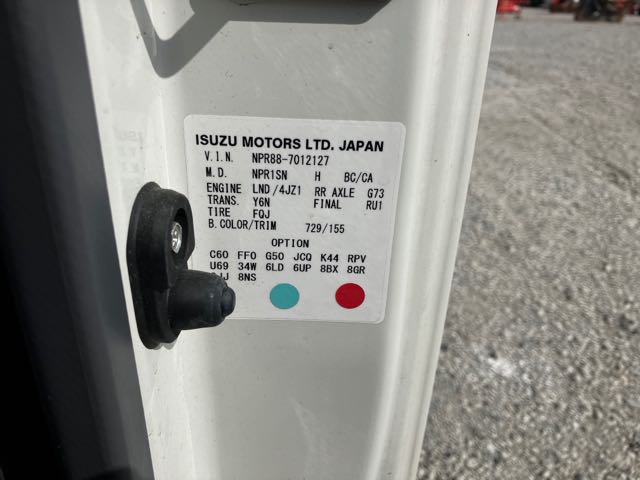 ISUZU MOTORS LTD. JAPAN
V.I.N. NPR88-7012127
M.D. NPR1SN H BC/CA
ENGINE LND/4JZ1 RR AXLE G73
TRANS. Y6N FINAL RU1
TIRE FQJ
B.COLOR/TRIM 729/155
OPTION
C60 FF0 G50 JCQ K44 RPV
U69 34W 6LD 6UP 8BX 8GR
8NS